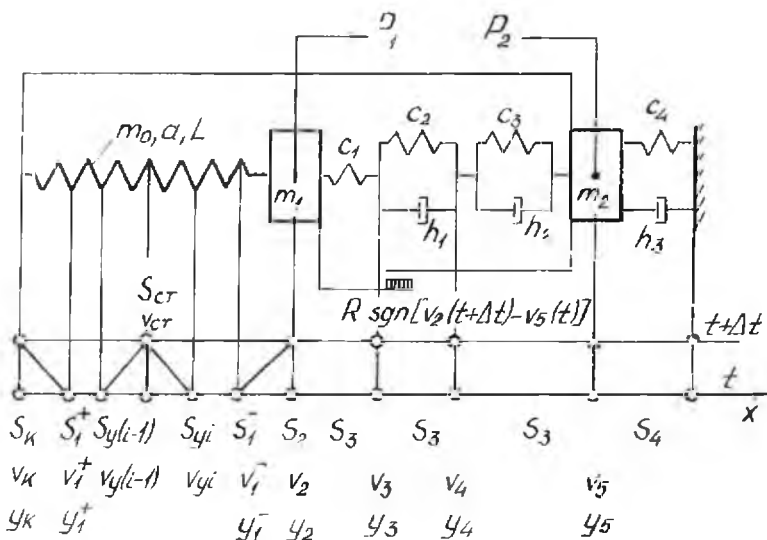 P₁ P₂
m₀, a, L
c₁ c₂ c₃ c₄
m₁ m₂
h₁ h₂ h₃
Sст
vст
R sgn[v₂(t+Δt)-v₅(t)]
t+Δt
t
x
Sк S₁⁺ Sy(i-1) Syi S₁⁻ S₂ S₃ S₃ S₃ S₄
vк v₁⁺ vy(i-1) vyi v₁⁻ v₂ v₃ v₄ v₅
yк y₁⁺ y₁⁻ y₂ y₃ y₄ y₅